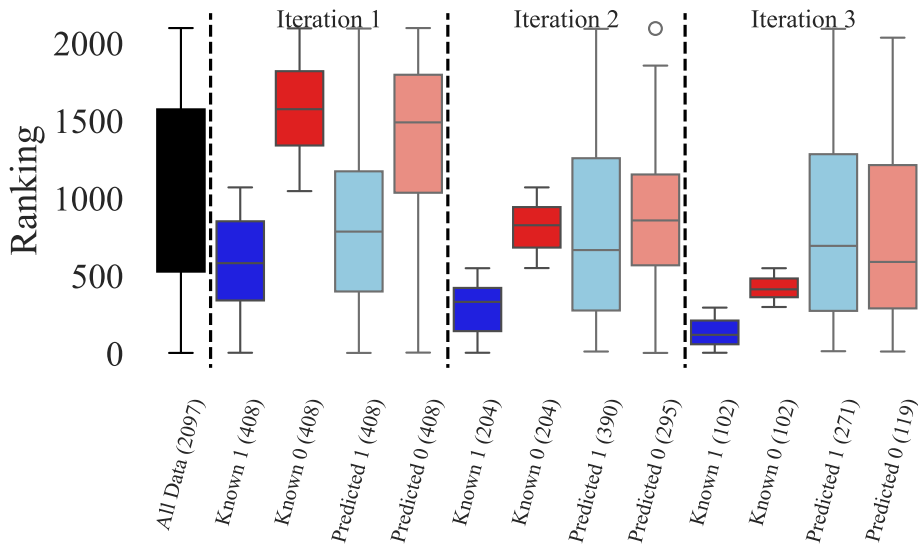 Iteration 1
Iteration 2
Iteration 3
Ranking
2000
1500
1000
500
0
All Data (2097)
Known 1 (408)
Known 0 (408)
Predicted 1 (408)
Predicted 0 (408)
Known 1 (204)
Known 0 (204)
Predicted 1 (390)
Predicted 0 (295)
Known 1 (102)
Known 0 (102)
Predicted 1 (271)
Predicted 0 (119)